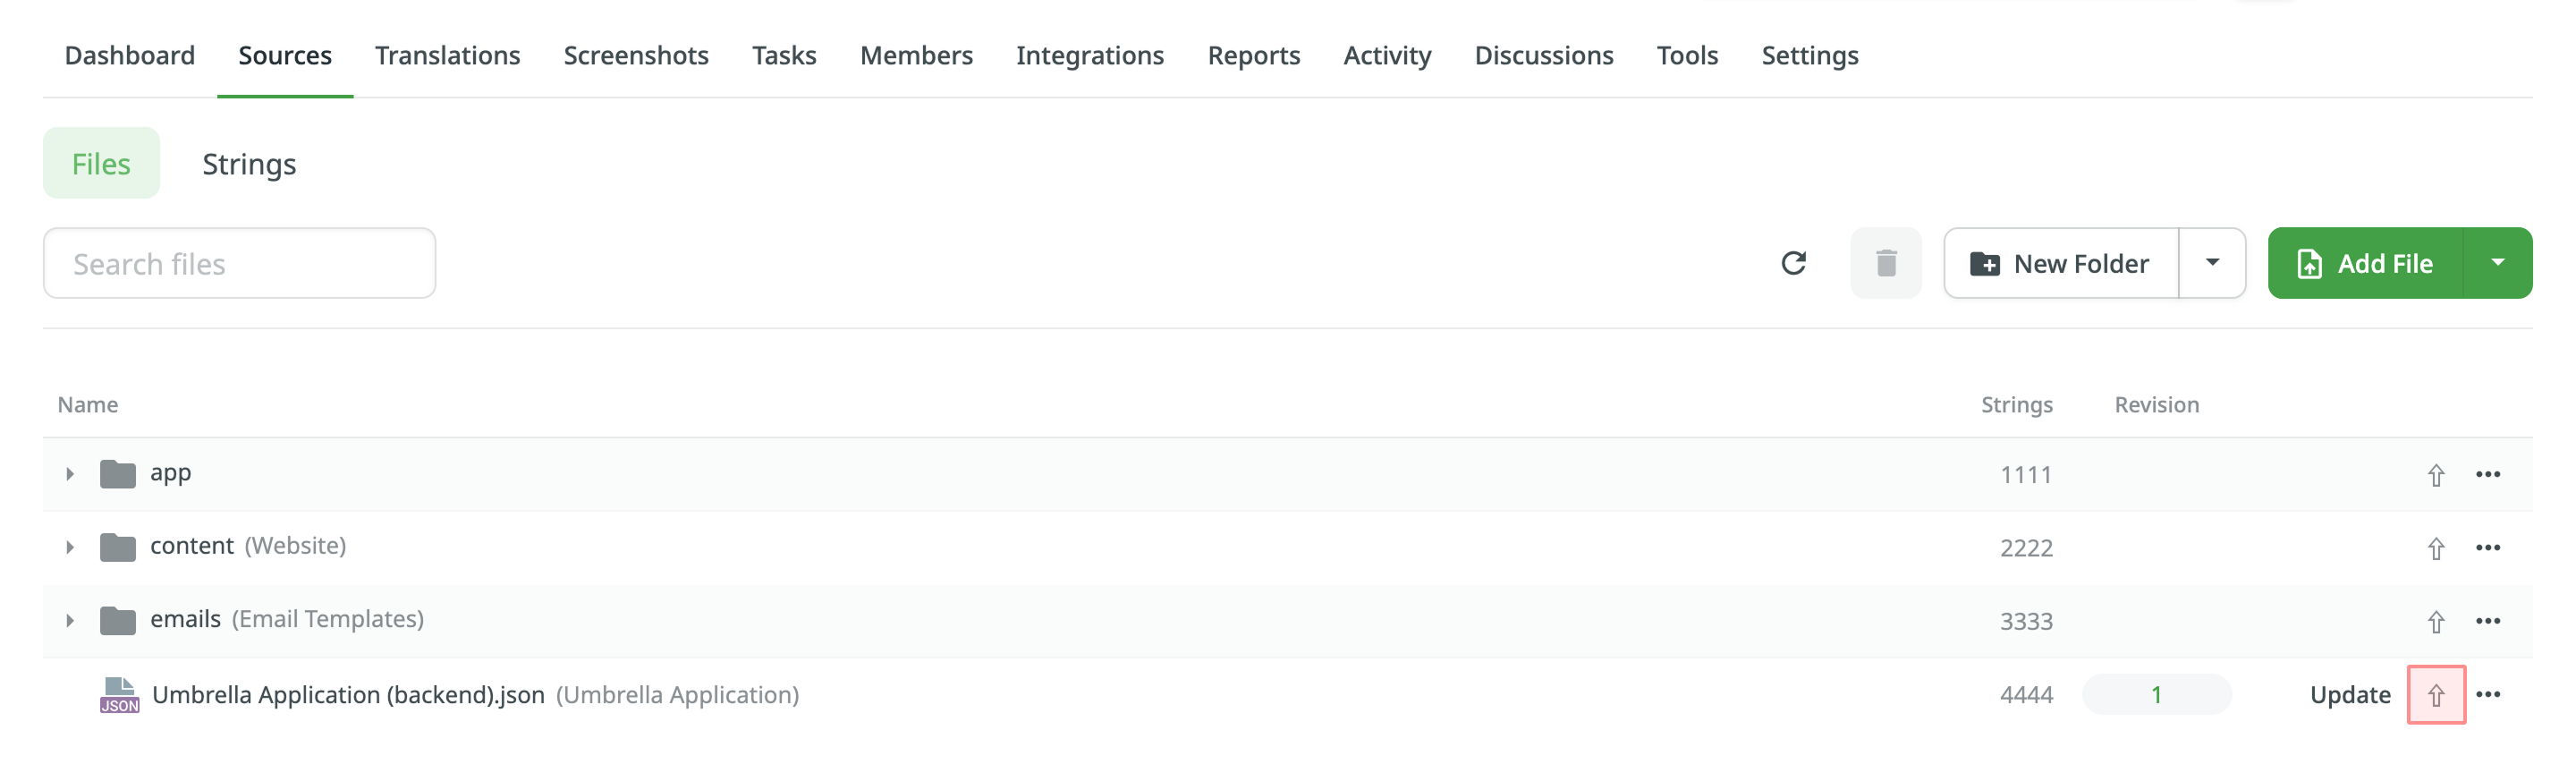 Dashboard Sources Translations Screenshots Tasks Members Integrations Reports Activity Discussions Tools Settings
Files Strings
Search files New Folder Add File
Name Strings Revision
app 1111
content (Website) 2222
emails (Email Templates) 3333
JSON Umbrella Application (backend).json (Umbrella Application) 4444 1 Update